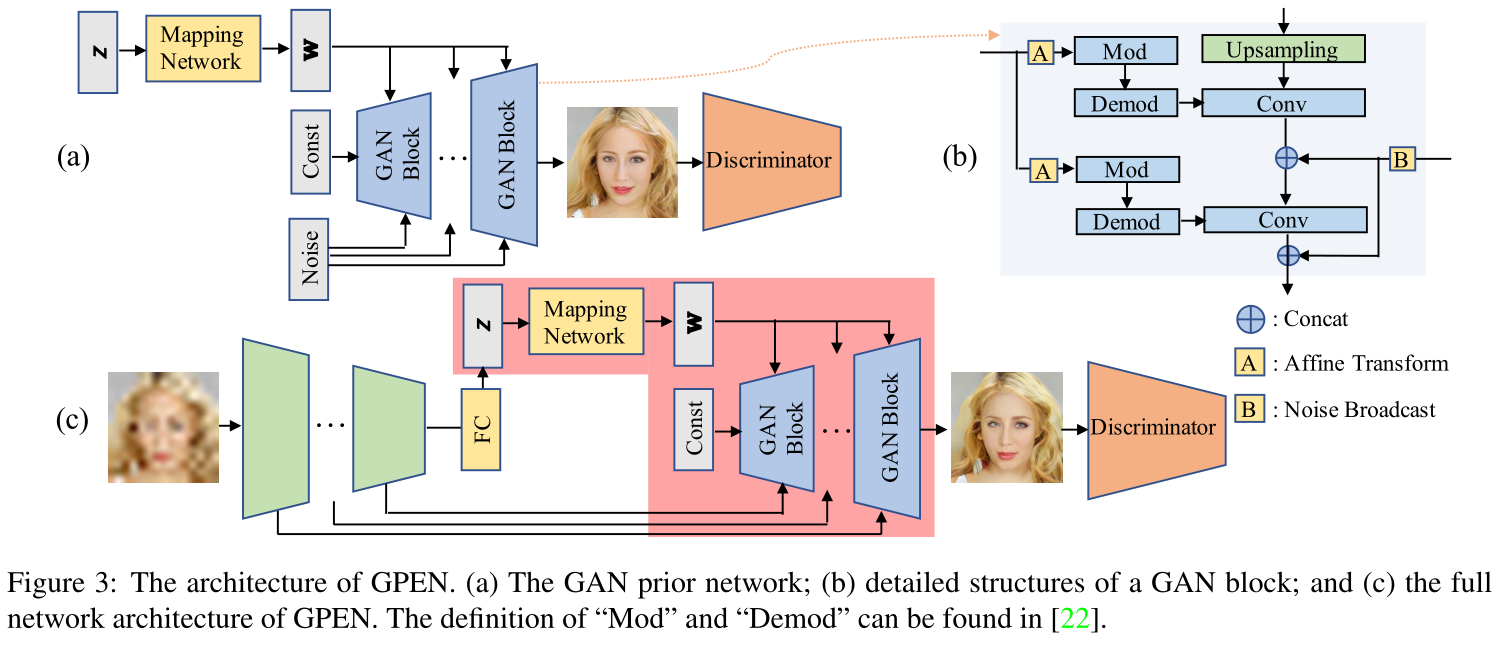 (a)
z
Mapping
Network
w
Const
Noise
GAN
Block
...
GAN Block
Discriminator
(b)
A
Mod
Demod
Upsampling
Conv
A
Mod
Demod
B
Conv
: Concat
A : Affine Transform
B : Noise Broadcast
(c)
...
FC
z
Mapping
Network
w
Const
GAN
Block
...
GAN Block
Discriminator
Figure 3: The architecture of GPEN. (a) The GAN prior network; (b) detailed structures of a GAN block; and (c) the full
network architecture of GPEN. The definition of “Mod” and “Demod” can be found in [22].